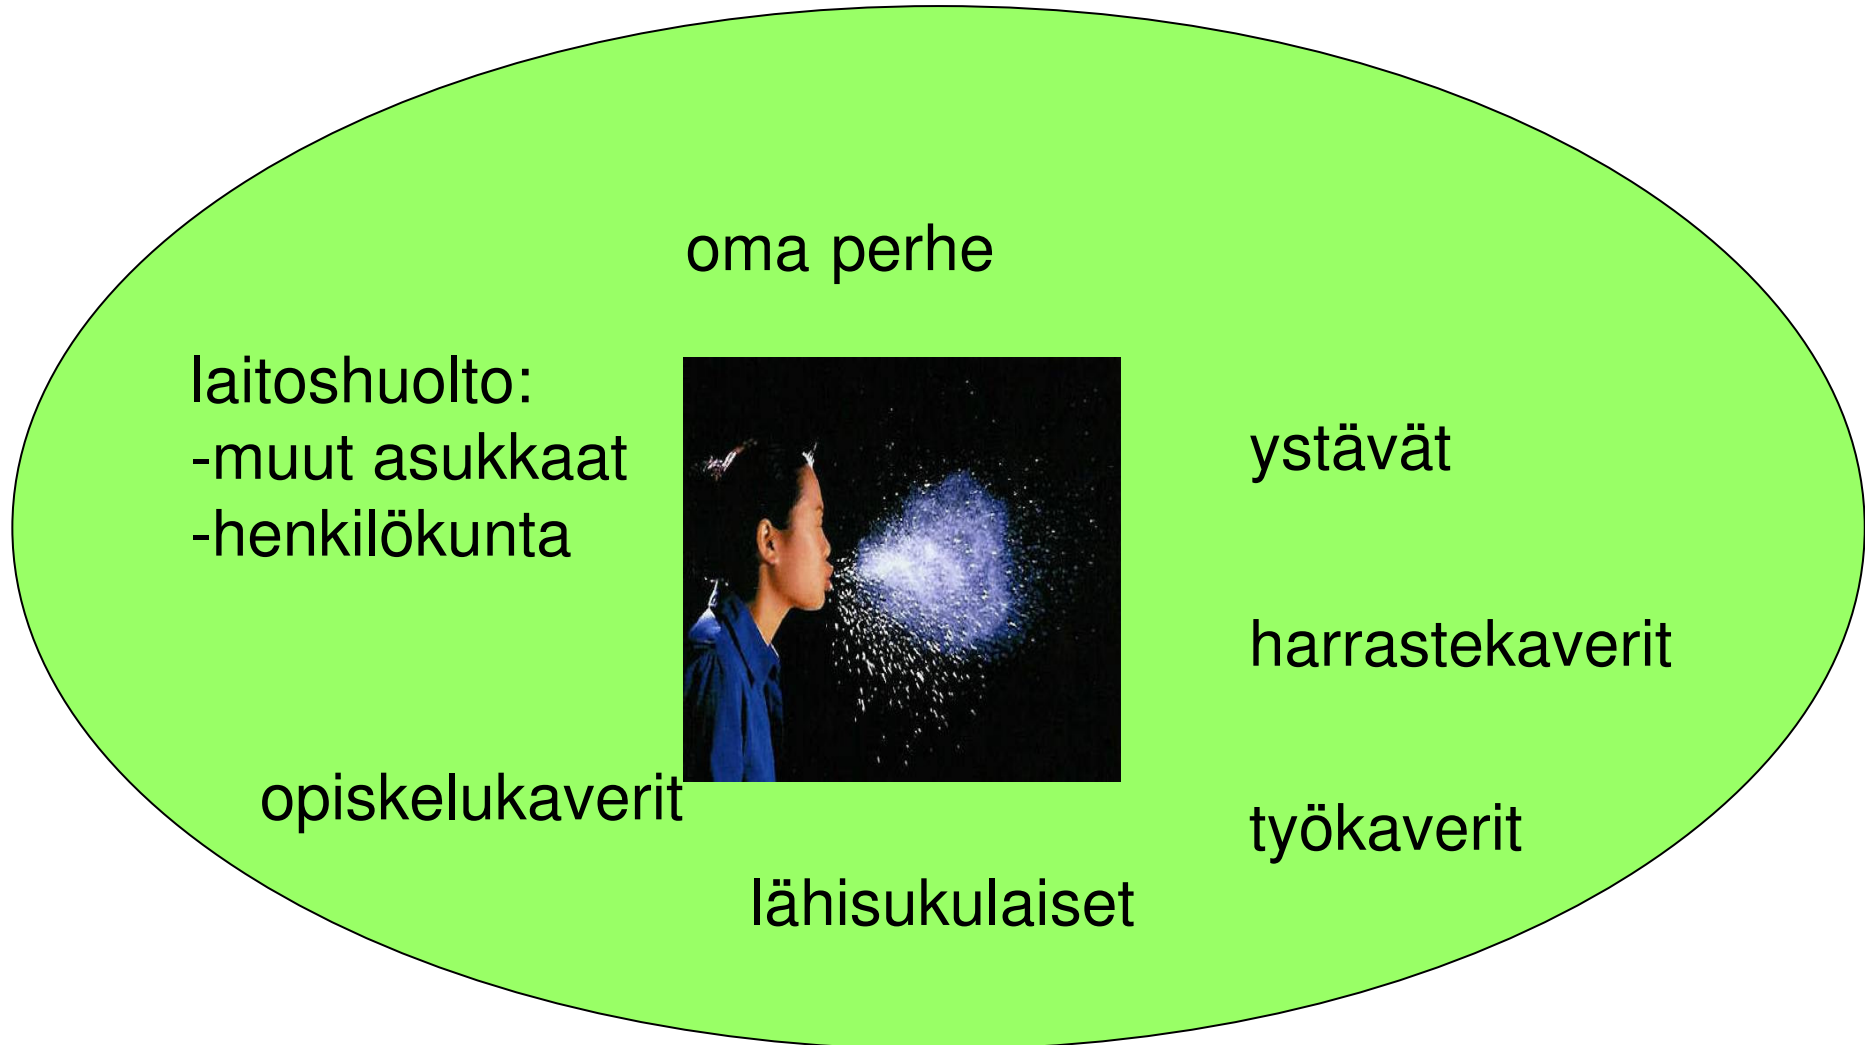 oma perhe
laitoshuolto:
-muut asukkaat
-henkilökunta
ystävät
harrastekaverit
opiskelukaverit
työkaverit
lähisukulaiset